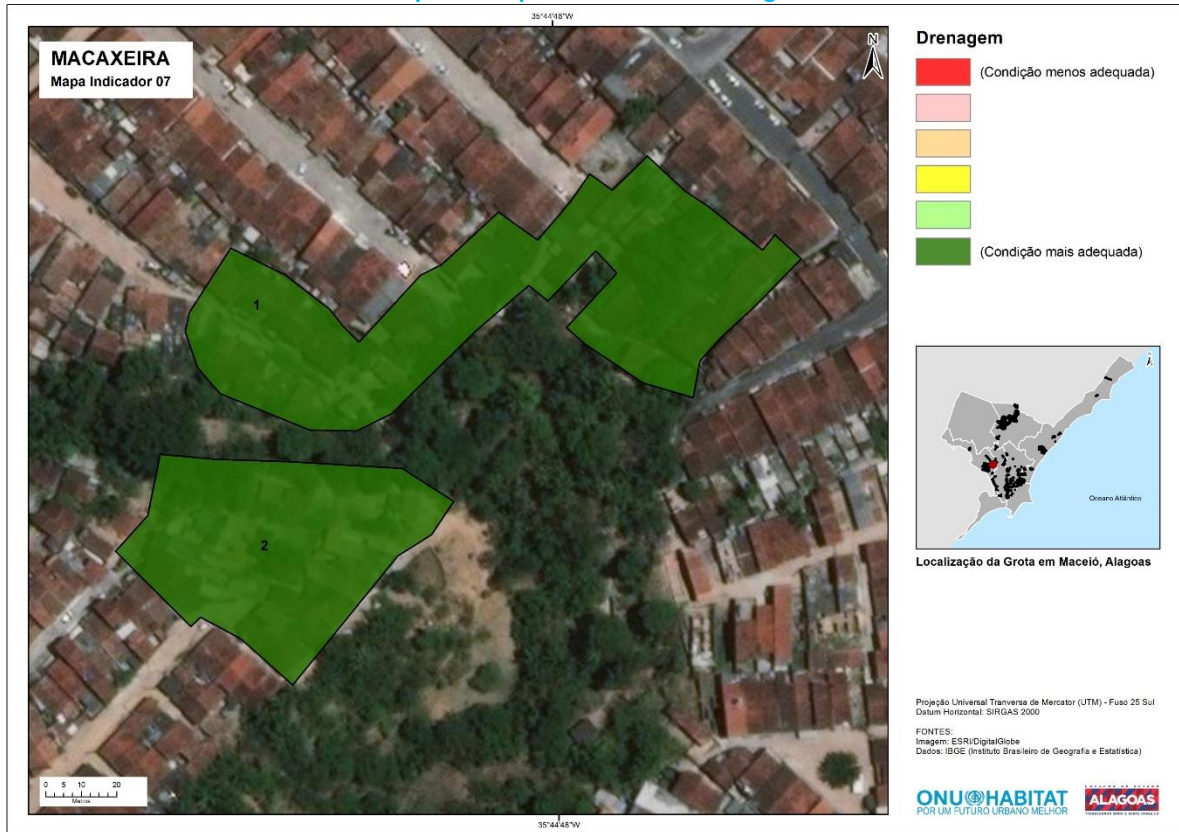 35°44'48"W
MACAXEIRA
Mapa Indicador 07
N
1
2
0 5 10 20
Metros
35°44'48"W
Drenagem
(Condição menos adequada)
(Condição mais adequada)
Oceano Atlântico
Localização da Grota em Maceió, Alagoas
Projeção Universal Tranversa de Mercator (UTM) - Fuso 25 Sul
Datum Horizontal: SIRGAS 2000
FONTES:
Imagem: ESRI/DigitalGlobe
Dados: IBGE (Instituto Brasileiro de Geografia e Estatística)
ONU HABITAT
POR UM FUTURO URBANO MELHOR
ALAGOAS